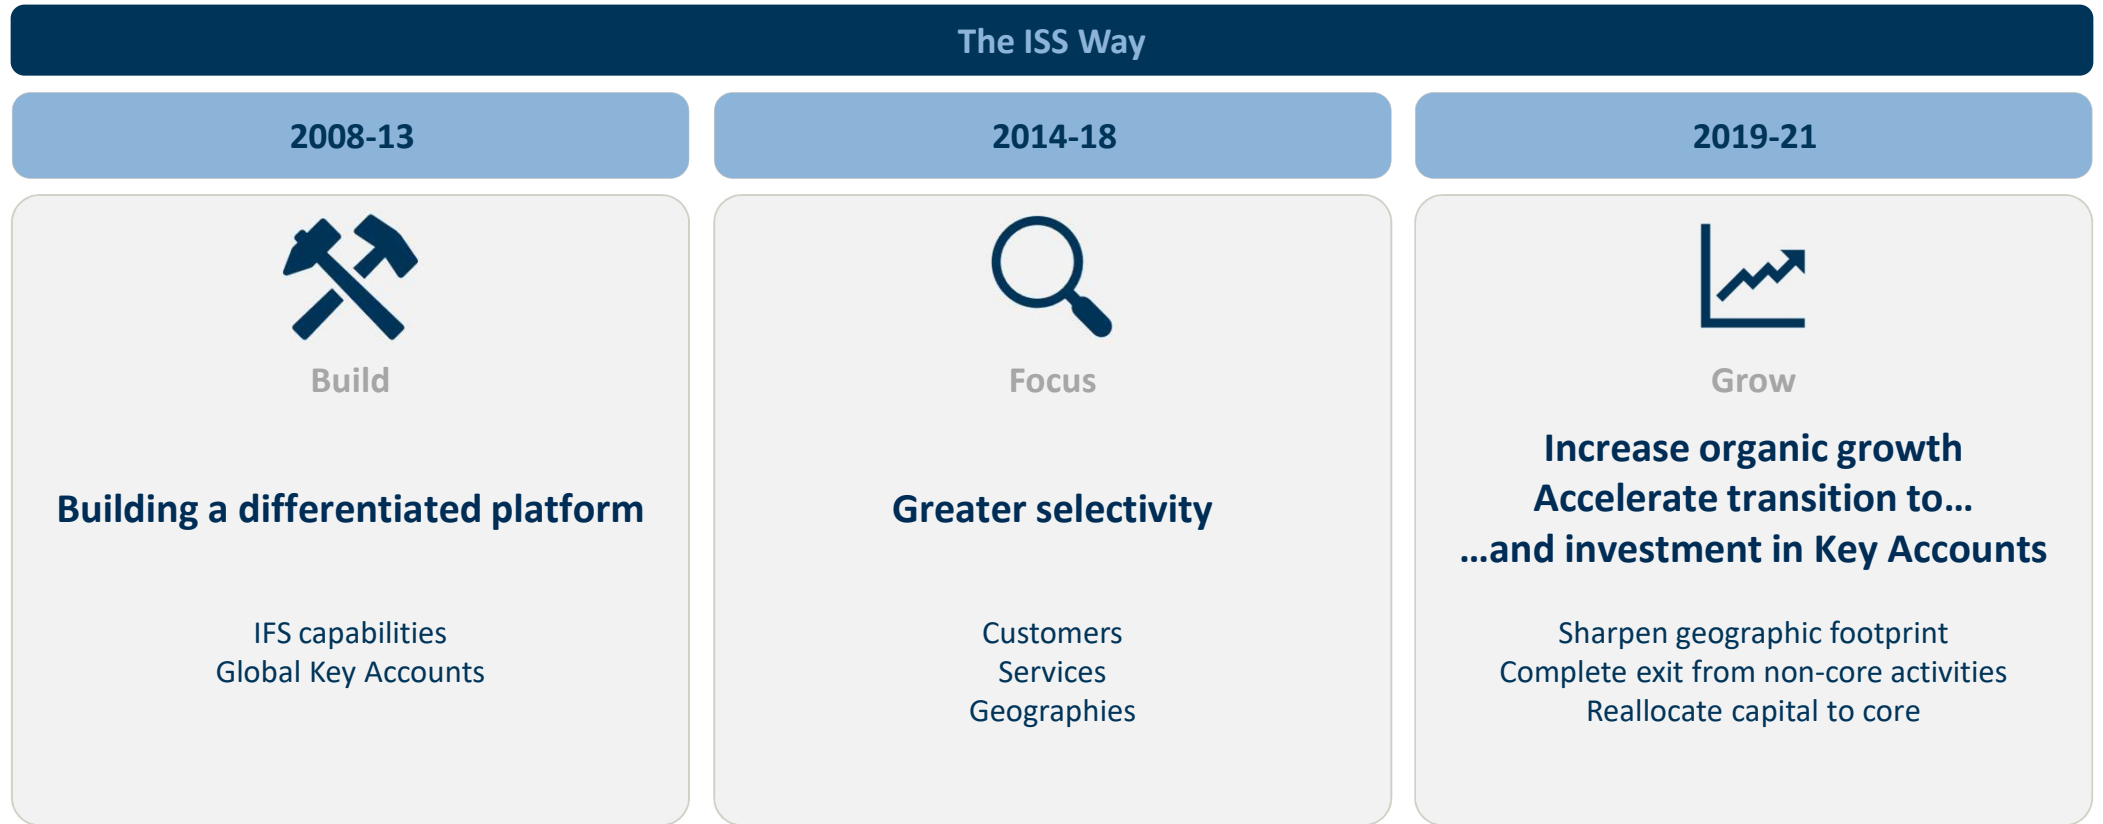 The ISS Way
2008-13
2014-18
2019-21
Build
Building a differentiated platform
IFS capabilities
Global Key Accounts
Focus
Greater selectivity
Customers
Services
Geographies
Grow
Increase organic growth
Accelerate transition to…
…and investment in Key Accounts
Sharpen geographic footprint
Complete exit from non-core activities
Reallocate capital to core